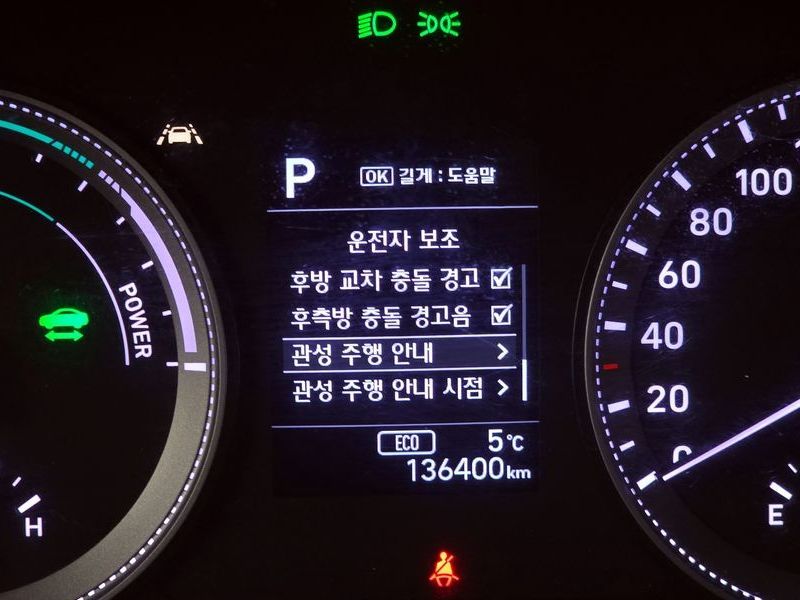 P
OK 길게 : 도움말
운전자 보조
후방 교차 충돌 경고
후측방 충돌 경고음
관성 주행 안내 >
관성 주행 안내 시점 >
ECO 5℃
136400km
POWER
H
100
80
60
40
20
0
E